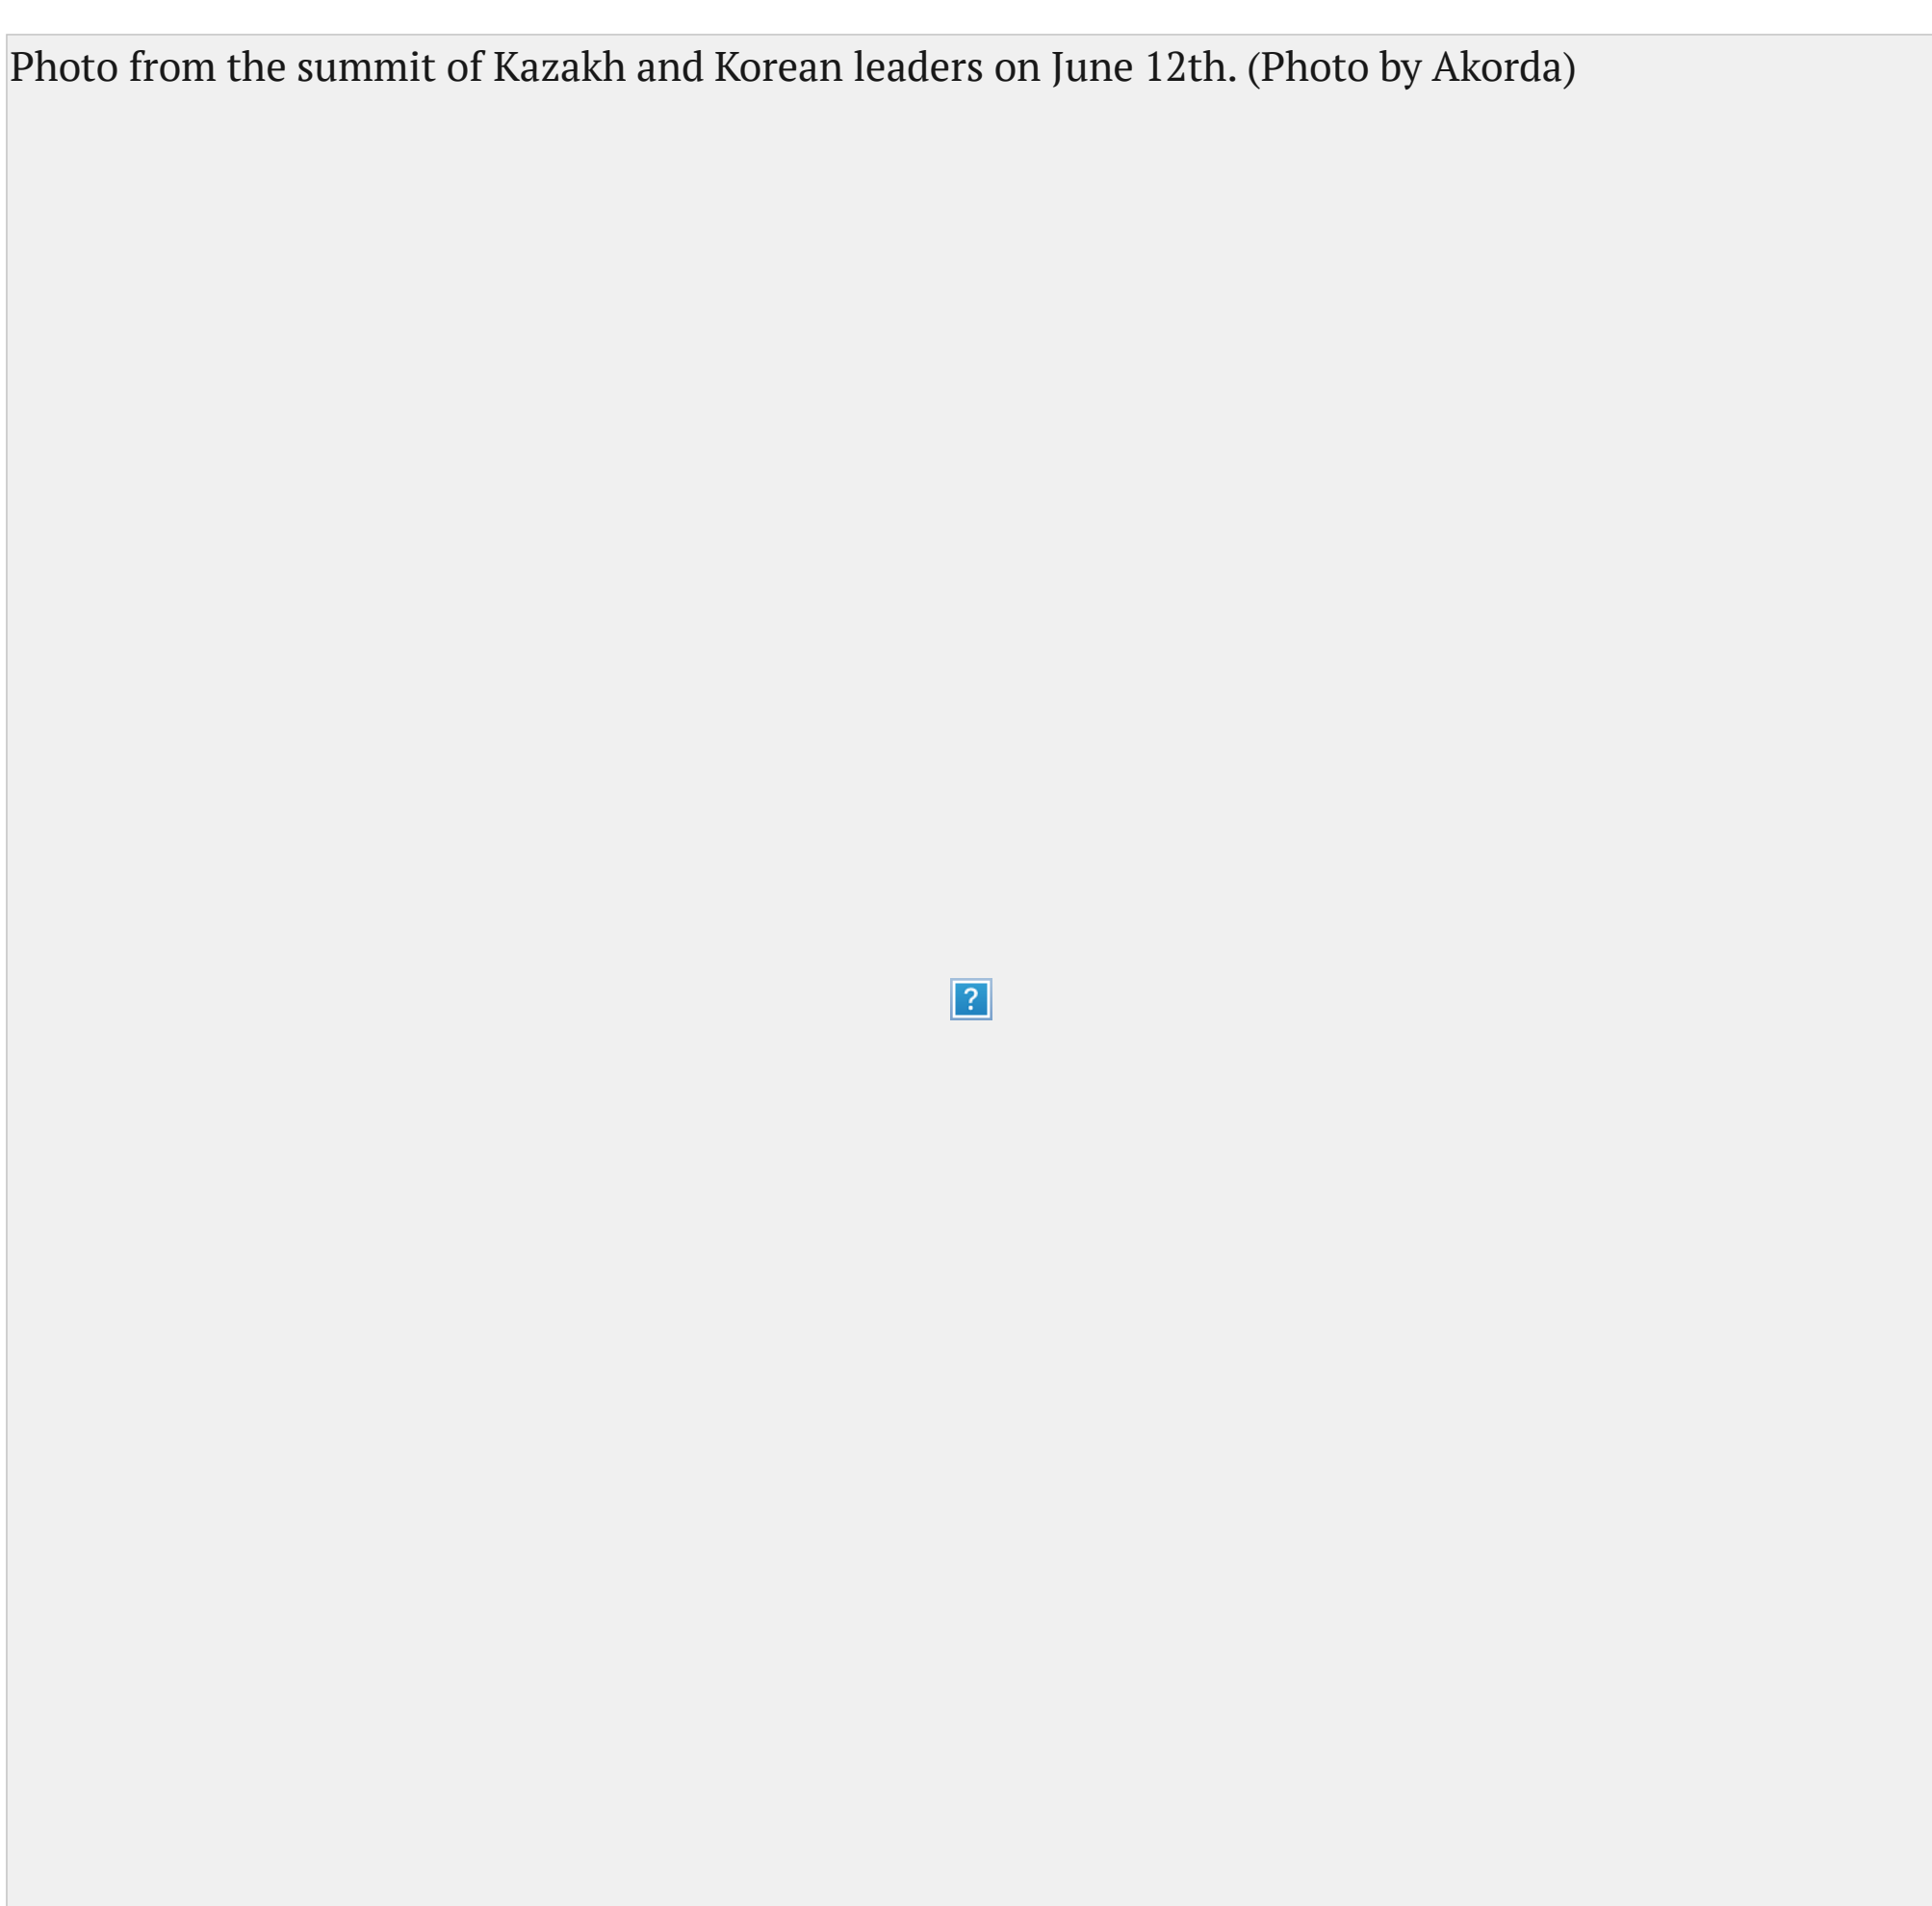 Photo from the summit of Kazakh and Korean leaders on June 12th. (Photo by Akorda)
?